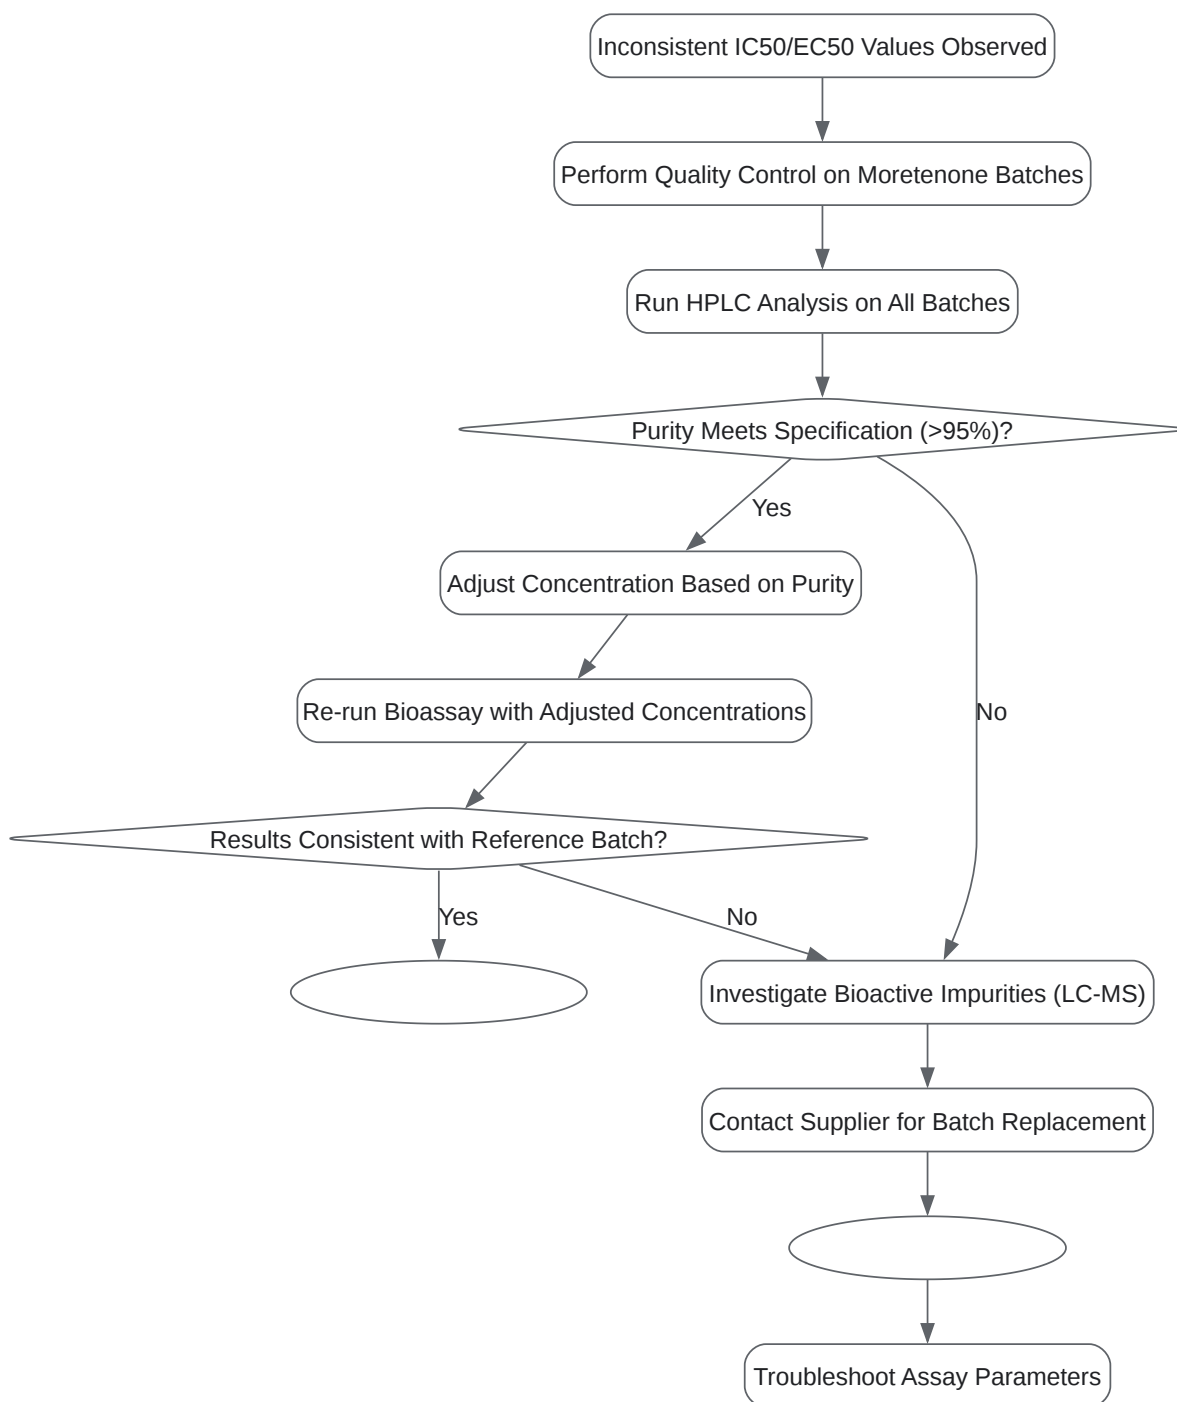 Inconsistent IC50/EC50 Values Observed
Perform Quality Control on Moretenone Batches
Run HPLC Analysis on All Batches
Purity Meets Specification (>95%)?
Yes
Adjust Concentration Based on Purity
Re-run Bioassay with Adjusted Concentrations
No
Results Consistent with Reference Batch?
Yes
No
Investigate Bioactive Impurities (LC-MS)
Contact Supplier for Batch Replacement
Troubleshoot Assay Parameters